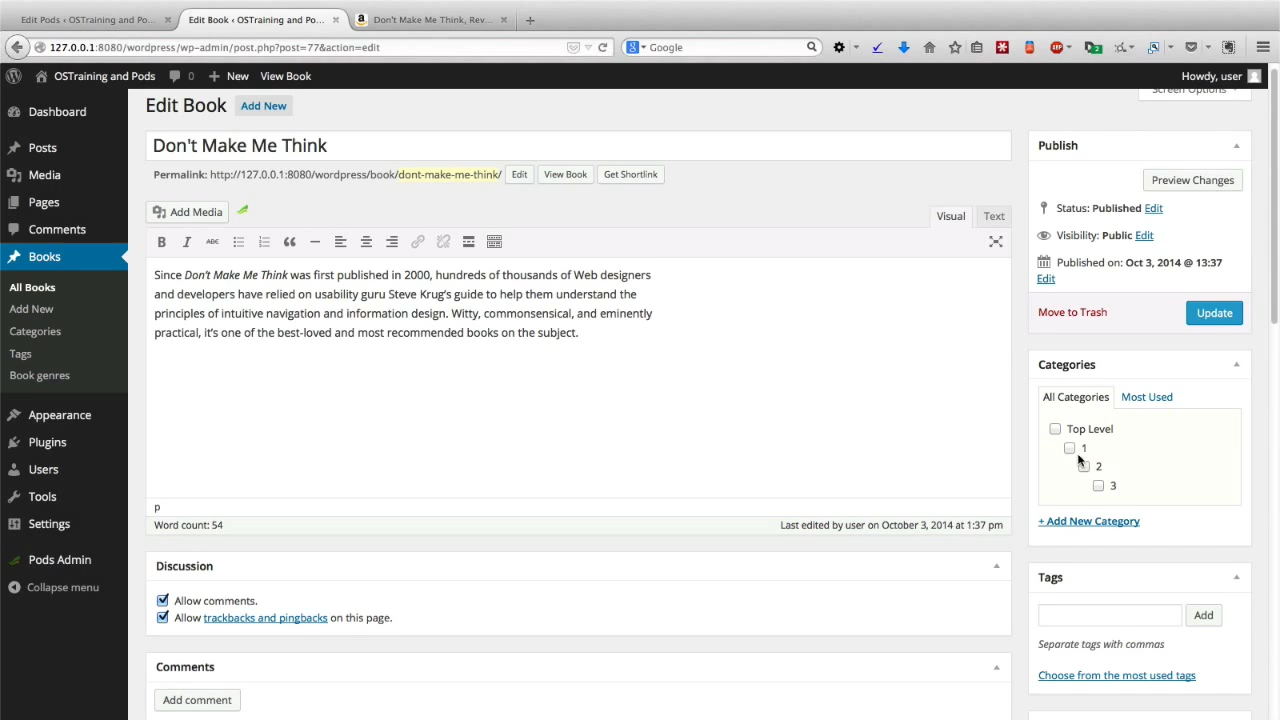 Edit Pods ‹ OSTraining and Po... ×
Edit Book ‹ OSTraining and Po... ×
a Don't Make Me Think, Rev... ×
127.0.0.1:8080/wordpress/wp-admin/post.php?post=77&action=edit
Google
2
OSTraining and Pods 0 New View Book
Howdy, user
Dashboard
Posts
Media
Pages
Comments
Books
All Books
Add New
Categories
Tags
Book genres
Appearance
Plugins
Users
Tools
Settings
Pods Admin
Collapse menu
Screen Options
Edit Book Add New
Don't Make Me Think
Permalink: http://127.0.0.1:8080/wordpress/book/dont-make-me-think/ Edit View Book Get Shortlink
Add Media
Visual Text
B I ABC
Since Don't Make Me Think was first published in 2000, hundreds of thousands of Web designers
and developers have relied on usability guru Steve Krug's guide to help them understand the
principles of intuitive navigation and information design. Witty, commonsensical, and eminently
practical, it's one of the best-loved and most recommended books on the subject.
p
Word count: 54
Last edited by user on October 3, 2014 at 1:37 pm
Discussion
Allow comments.
Allow trackbacks and pingbacks on this page.
Comments
Add comment
Publish
Preview Changes
Status: Published Edit
Visibility: Public Edit
Published on: Oct 3, 2014 @ 13:37
Edit
Move to Trash
Update
Categories
All Categories Most Used
Top Level
1
2
3
+ Add New Category
Tags
Add
Separate tags with commas
Choose from the most used tags